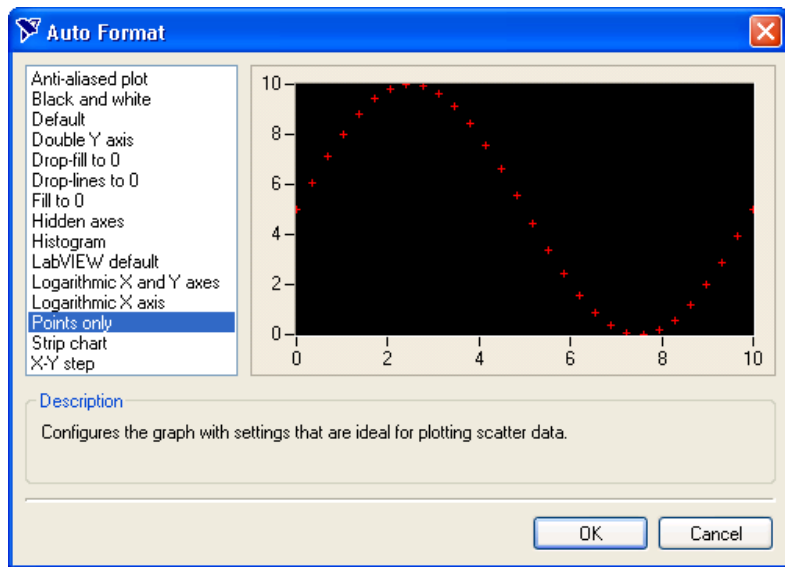 Auto Format
Anti-aliased plot
Black and white
Default
Double Y axis
Drop-fill to 0
Drop-lines to 0
Fill to 0
Hidden axes
Histogram
LabVIEW default
Logarithmic X and Y axes
Logarithmic X axis
Points only
Strip chart
X-Y step
10
8
6
4
2
0
0 2 4 6 8 10
Description
Configures the graph with settings that are ideal for plotting scatter data.
OK Cancel